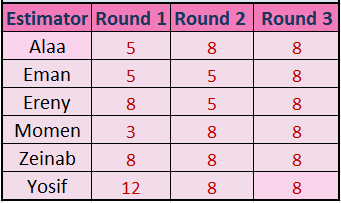 Estimator Round 1 Round 2 Round 3
Alaa 5 8 8
Eman 5 5 8
Ereny 8 5 8
Momen 3 8 8
Zeinab 8 8 8
Yosif 12 8 8